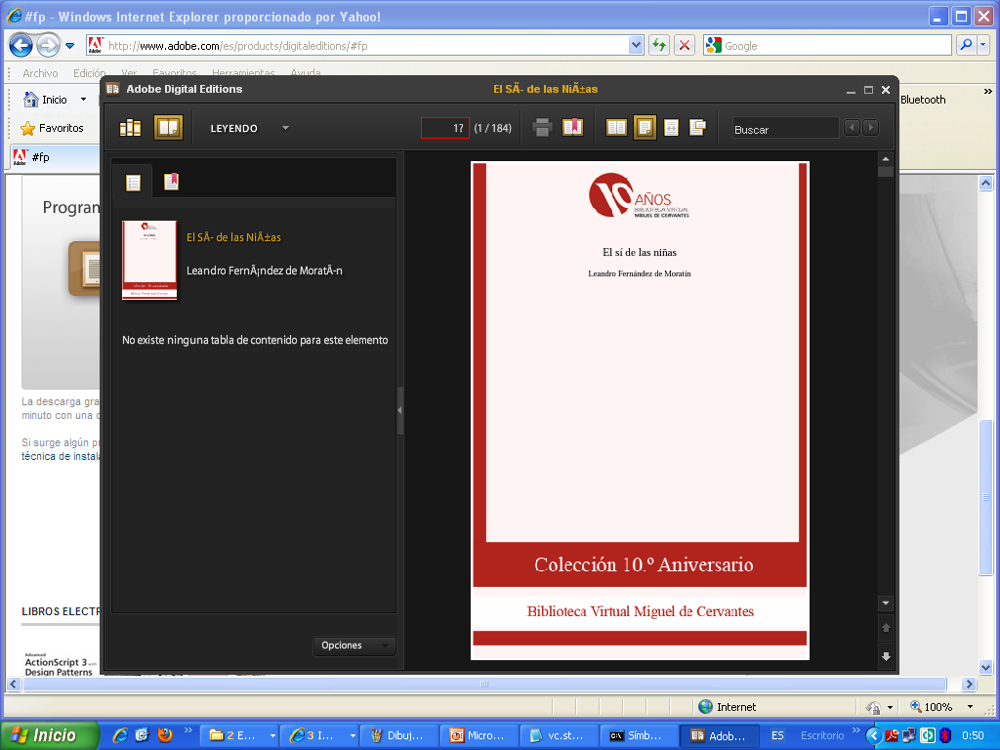 #fp - Windows Internet Explorer proporcionado por Yahoo!
http://www.adobe.com/es/products/digitaleditions/#fp
Google
Archivo Edición Ver Favoritos Herramientas Ayuda
Inicio
Bluetooth
Favoritos
#fp
Adobe Digital Editions
El SÃ- de las NiÃ±as
LEYENDO
1? (1 / 184)
Buscar
Program
El SÃ- de las NiÃ±as
Leandro FernÃ¡ndez de MoratÃ-n
No existe ninguna tabla de contenido para este elemento
Opciones
10 AÑOS
BIBLIOTECA VIRTUAL
MIGUEL DE CERVANTES
El sí de las niñas
Leandro Fernández de Moratín
Colección 10.º Aniversario
Biblioteca Virtual Miguel de Cervantes
La descarga gra
minuto con una
Si surge algún p
técnica de instala
LIBROS ELECTR
Advanced
ActionScript 3 with
Design Patterns
Internet
100%
Inicio
2 E...
3 I...
Dibuj...
Micro...
vc.st...
Símb...
Adob...
ES
Escritorio
0:50